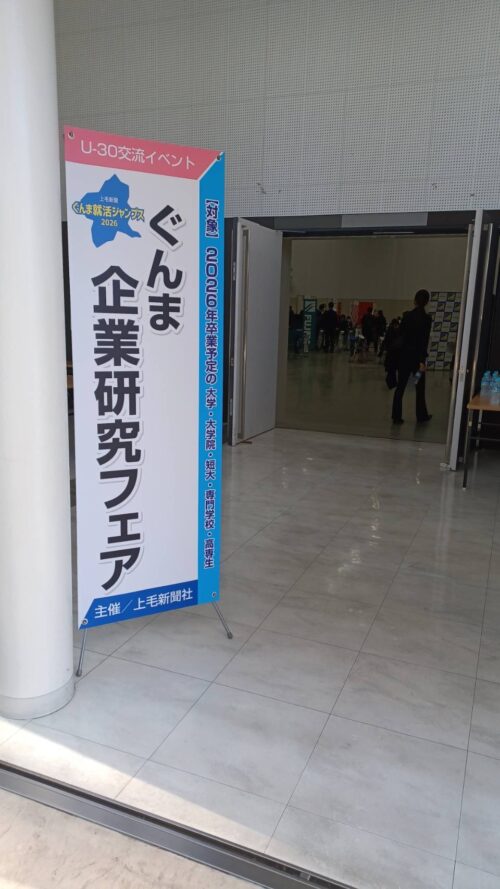 U-30交流イベント
上毛新聞
ぐんま就活ジャンプス
2026
ぐんま
企業研究フェア
【対象】2026年卒業予定の大学・大学院・短大・専門学校・高専生
主催／上毛新聞社